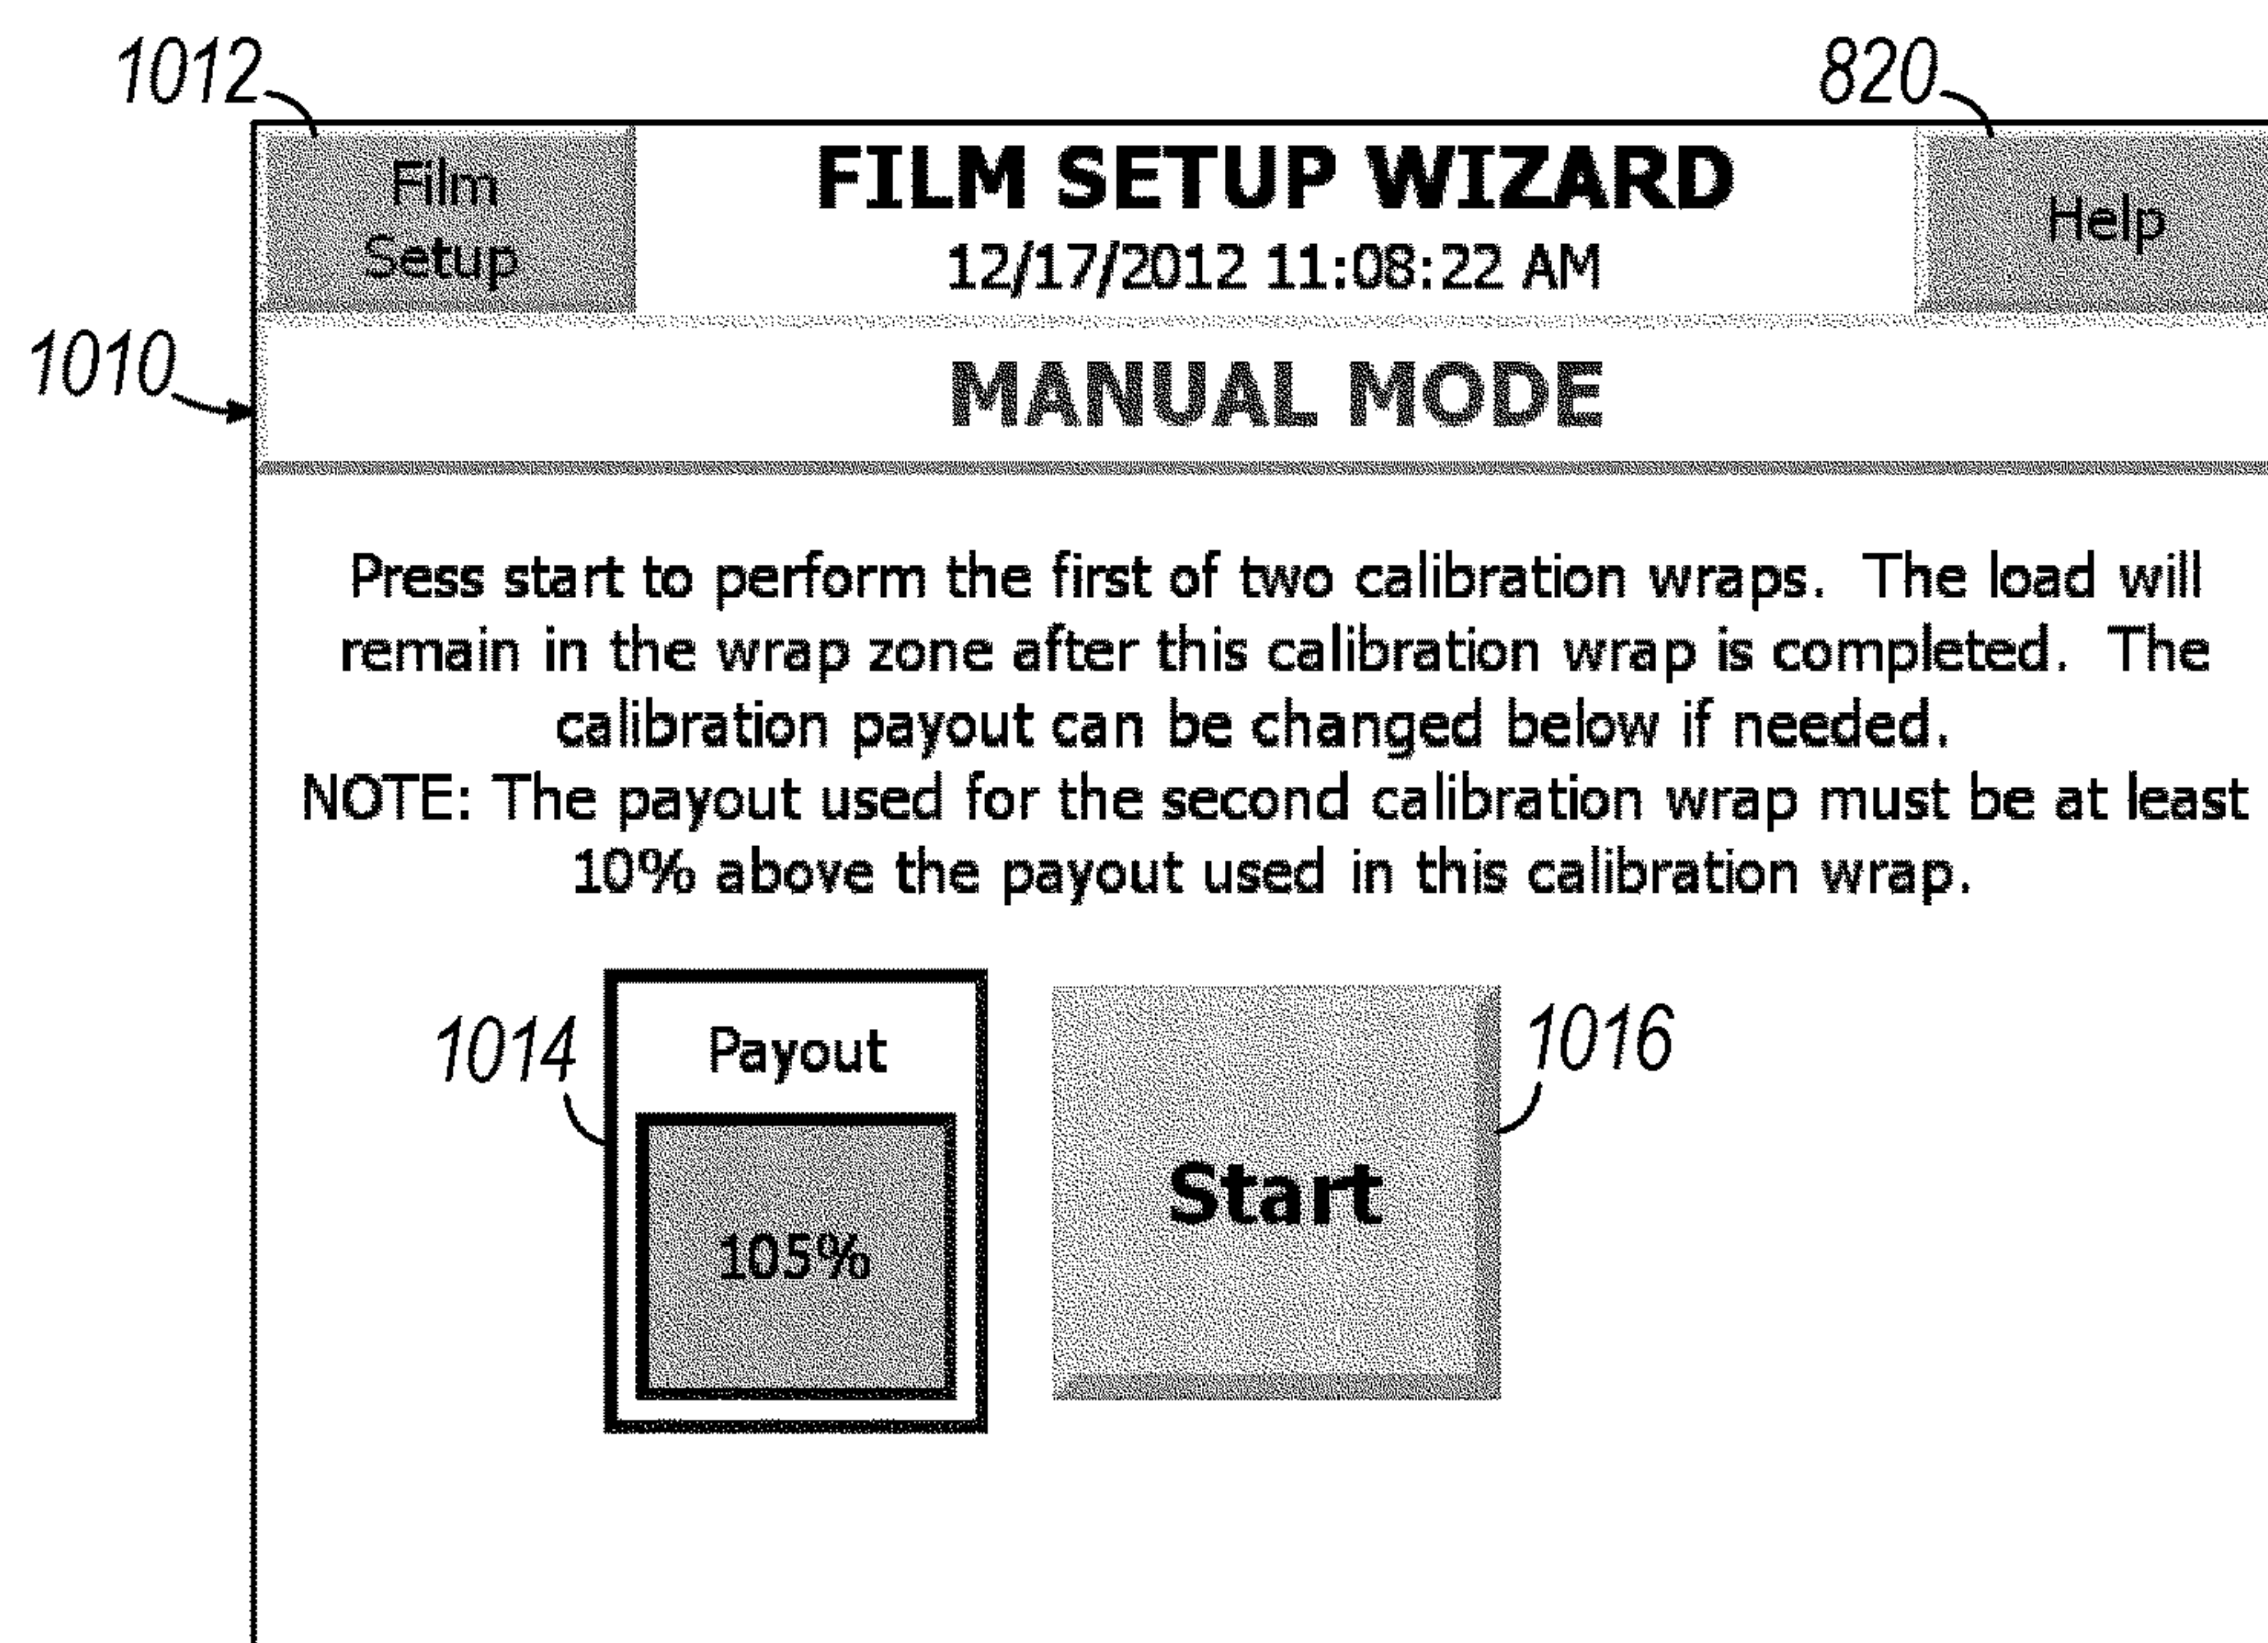 1012
820
Film
Setup
FILM SETUP WIZARD
12/17/2012 11:08:22 AM
Help
1010
MANUAL MODE
Press start to perform the first of two calibration wraps. The load will
remain in the wrap zone after this calibration wrap is completed. The
calibration payout can be changed below if needed.
NOTE: The payout used for the second calibration wrap must be at least
10% above the payout used in this calibration wrap.
1014
Payout
105%
Start
1016